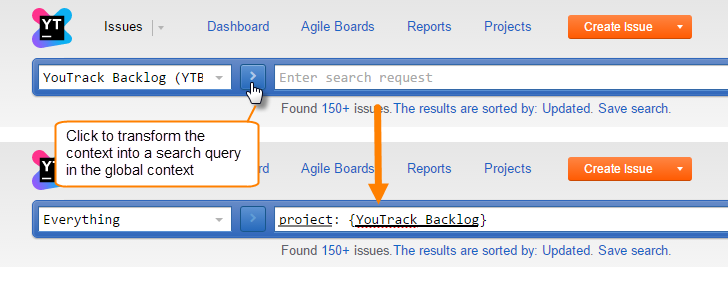 YT
Issues
Dashboard
Agile Boards
Reports
Projects
Create Issue
YouTrack Backlog (YTB
Enter search request
Found 150+ issues.The results are sorted by: Updated. Save search.
Click to transform the
context into a search query
in the global context
rd
Agile Boards
Reports
Projects
Create Issue
Everything
project: {YouTrack Backlog}
Found 150+ issues.The results are sorted by: Updated. Save search.